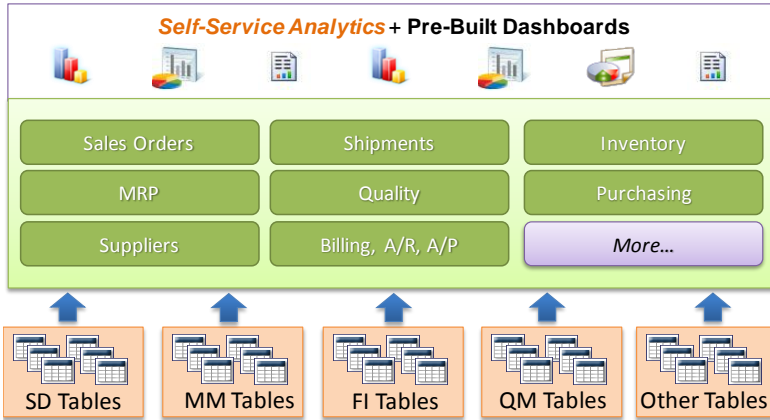 Self-Service Analytics + Pre-Built Dashboards
Sales Orders
Shipments
Inventory
MRP
Quality
Purchasing
Suppliers
Billing, A/R, A/P
More...
SD Tables
MM Tables
FI Tables
QM Tables
Other Tables